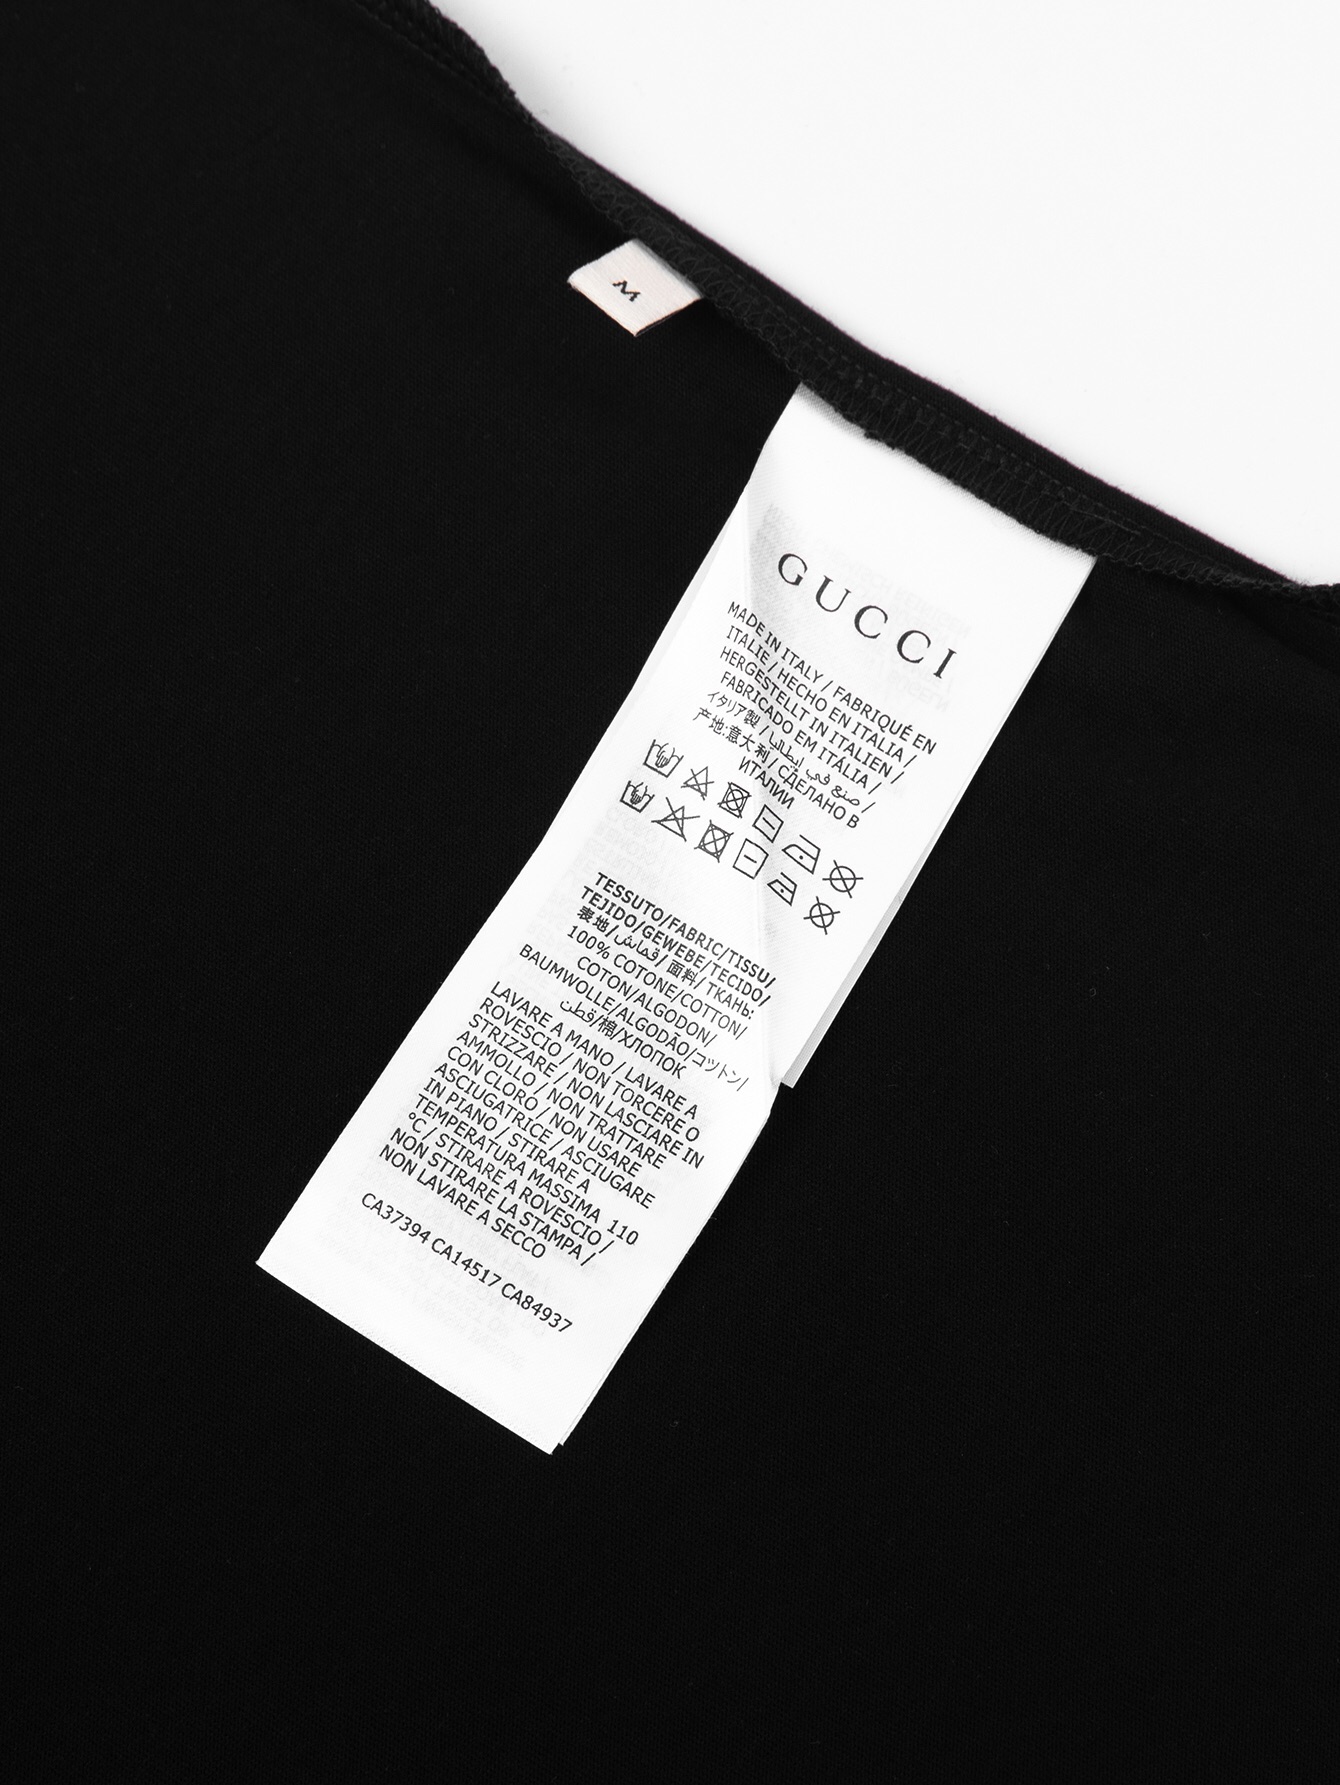 M
GUCCI
MADE IN ITALY / FABRIQUÉ EN
ITALIE / HECHO EN ITALIA /
HERGESTELLT IN ITALIEN /
FABRICADO EM ITÁLIA /
イタリア製 / صنع في إيطاليا /
产地:意大利 / СДЕЛАНО В
ИТАЛИИ
TESSUTO/FABRIC/TISSU/
TEJIDO/GEWEBE/TECIDO/
表地/قماش/面料/ТКАНЬ:
100% COTONE/COTTON/
COTON/ALGODON/
BAUMWOLLE/ALGODÃO/コットン/
قطن/棉/ХЛОПОК
LAVARE A MANO / LAVARE A
ROVESCIO / NON TORCERE O
STRIZZARE / NON LASCIARE IN
AMMOLLO / NON TRATTARE
CON CLORO / NON USARE
ASCIUGATRICE / ASCIUGARE
IN PIANO / STIRARE A
TEMPERATURA MASSIMA 110
°C / STIRARE A ROVESCIO /
NON STIRARE LA STAMPA /
NON LAVARE A SECCO
CA37394 CA14517 CA84937